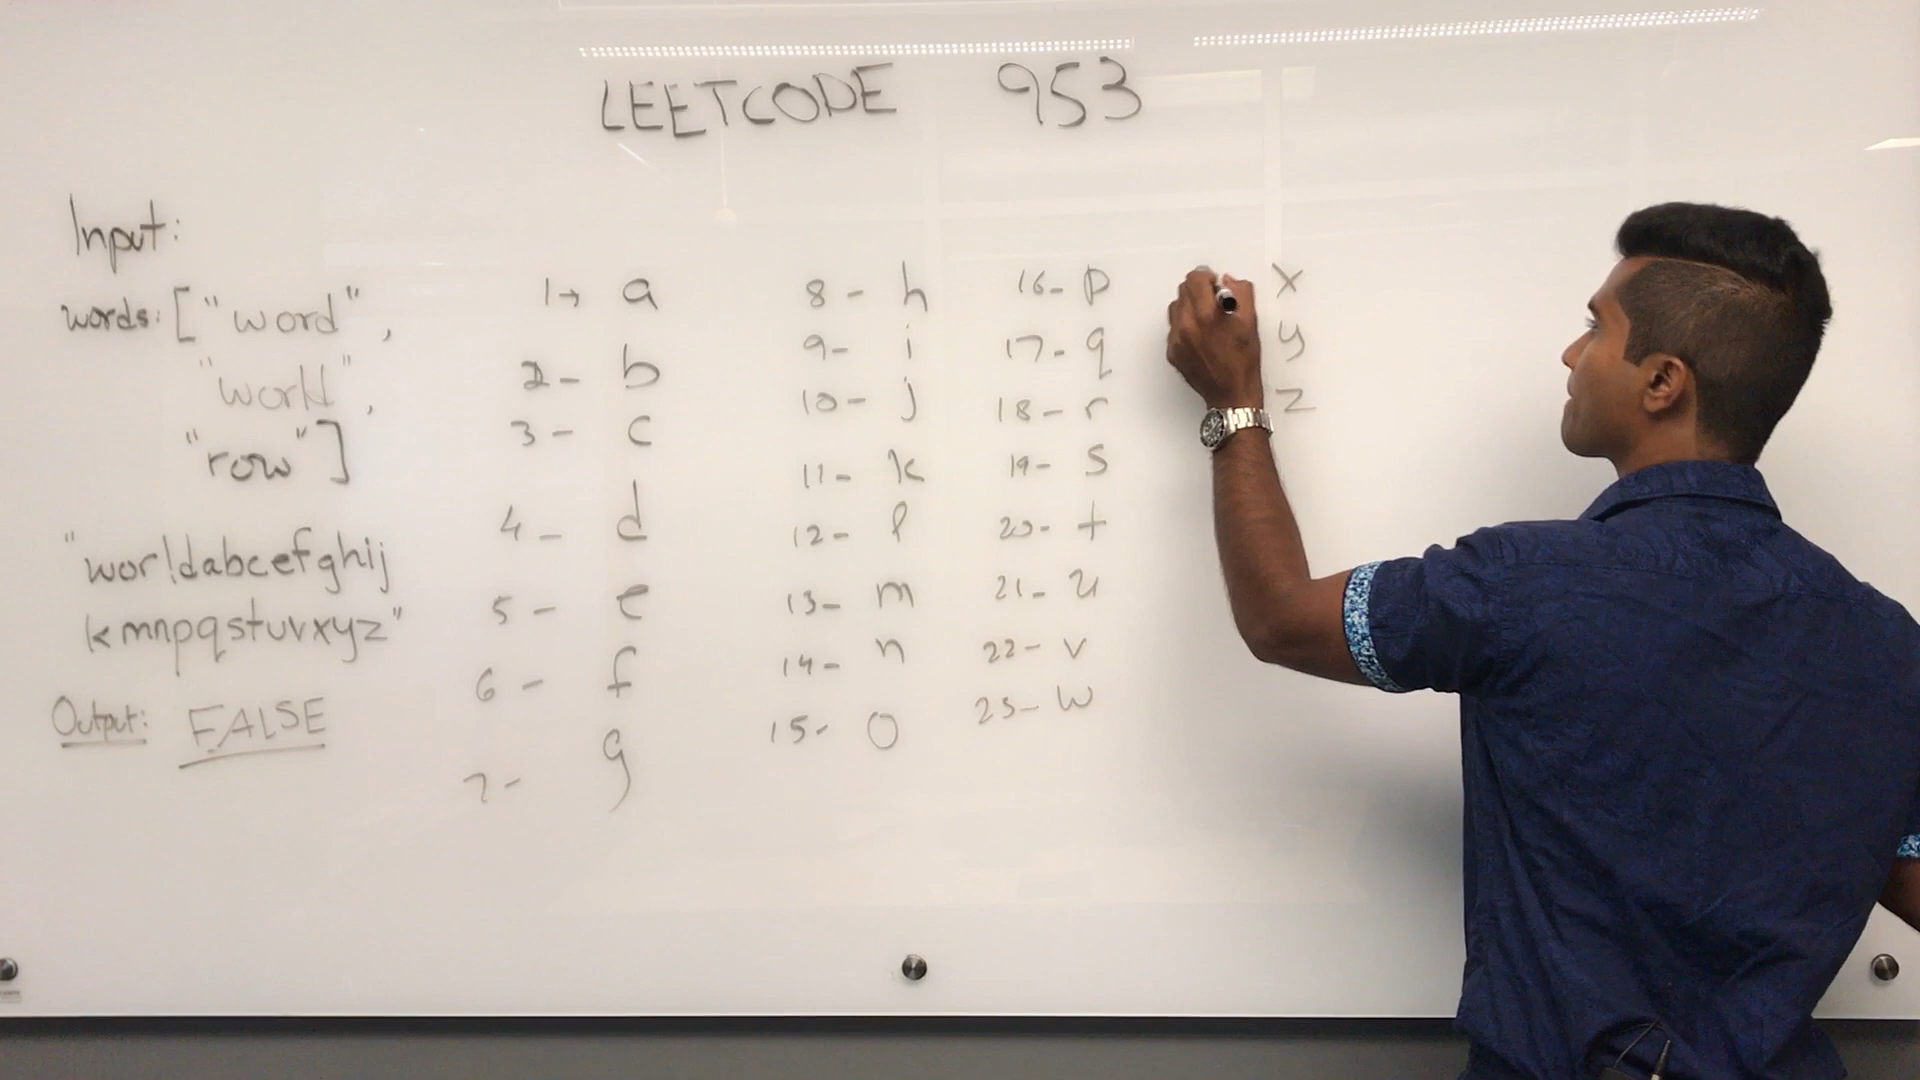 LEETCODE 953
Input:
words: ["word",
"world",
"row"]
"worldabcefghij
kmnpqstuvxyz"
Output: FALSE
1→ a
2 - b
3 - c
4 - d
5 - e
6 - f
7 - g
8 - h
9 - i
10 - j
11 - k
12 - l
13 - m
14 - n
15 - o
16 - p
17 - q
18 - r
19 - s
20 - t
21 - u
22 - v
23 - w
x
y
z